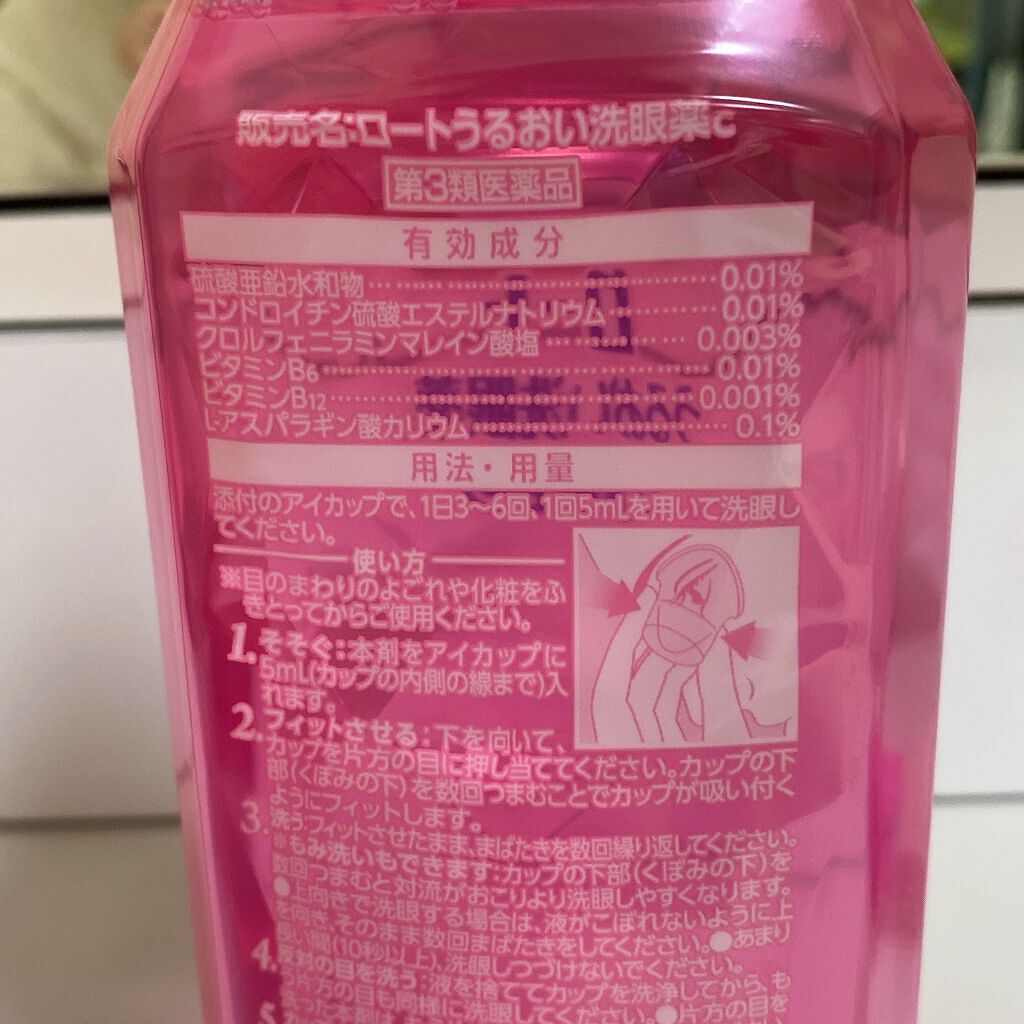 販売名:ロートうるおい洗眼薬c
第3類医薬品
有効成分
硫酸亜鉛水和物 0.01%
コンドロイチン硫酸エステルナトリウム 0.01%
クロルフェニラミンマレイン酸塩 0.003%
ビタミンB6 0.01%
ビタミンB12 0.001%
L-アスパラギン酸カリウム 0.1%
用法・用量
添付のアイカップで、1日3〜6回、1回5mLを用いて洗眼し
てください。
使い方
※目のまわりのよごれや化粧をふ
きとってからご使用ください。
1. そそぐ:本剤をアイカップに
5mL(カップの内側の線まで)入
れます。
2. フィットさせる:下を向いて、
カップを片方の目に押し当ててください。カップの下
部(くぼみの下)を数回つまむことでカップが吸い付く
ようにフィットします。
3. 洗う:フィットさせたまま、まばたきを数回繰り返してください。
※もみ洗いもできます:カップの下部(くぼみの下)を
数回つまむと対流がおこりより洗眼しやすくなります。
●上向きで洗眼する場合は、液がこぼれないように上
を向き、そのまま数回まばたきをしてください。●あまり
長い間(10秒以上)、洗眼しつづけないでください。
4. 反対の目を洗う:液を捨ててカップを洗浄してから、も
う片方の目も同様に洗眼してください。●片方の目を
洗った本剤は
5.